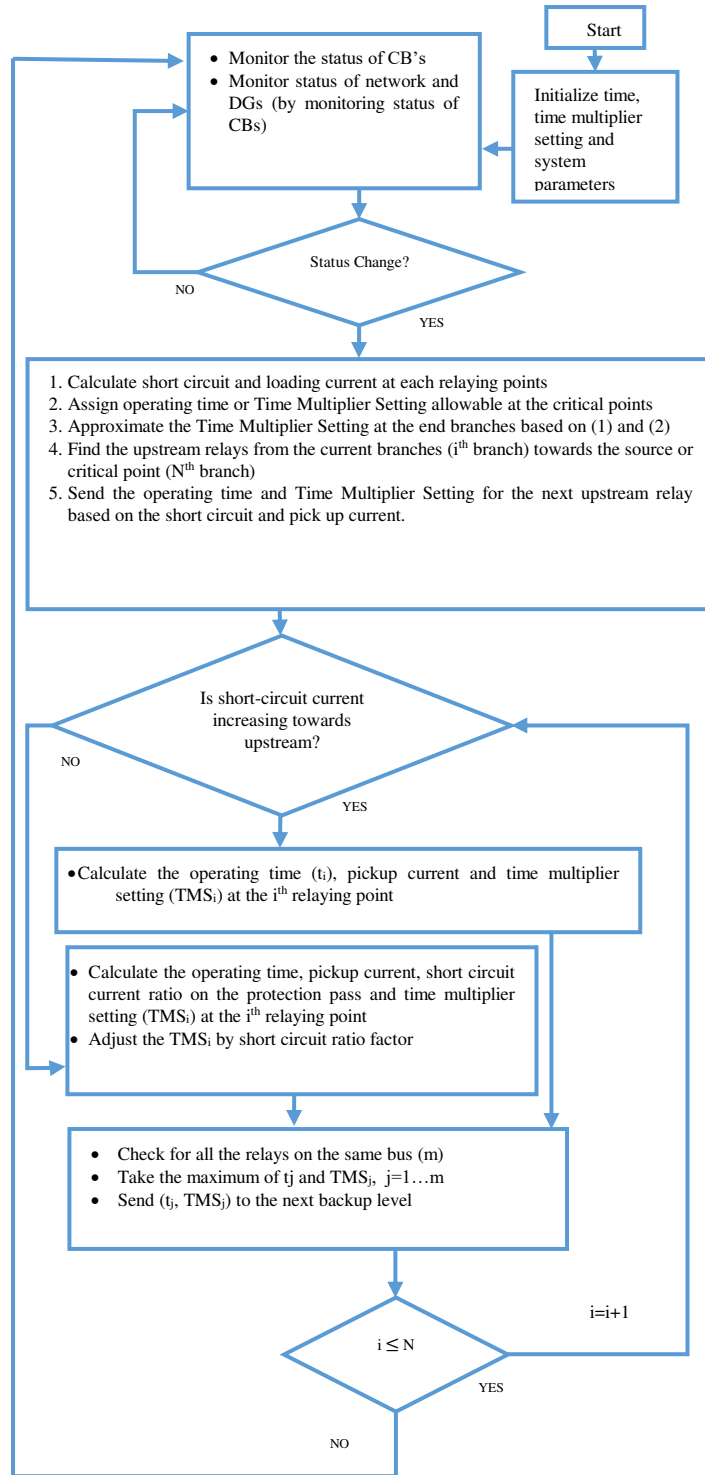 Start
Initialize time,
time multiplier
setting and
system
parameters
• Monitor the status of CB’s
• Monitor status of network and
DGs (by monitoring status of
CBs)
Status Change?
NO
YES
1. Calculate short circuit and loading current at each relaying points
2. Assign operating time or Time Multiplier Setting allowable at the critical points
3. Approximate the Time Multiplier Setting at the end branches based on (1) and (2)
4. Find the upstream relays from the current branches (iᵗʰ branch) towards the source or
critical point (Nᵗʰ branch)
5. Send the operating time and Time Multiplier Setting for the next upstream relay
based on the short circuit and pick up current.
Is short-circuit current
increasing towards
upstream?
NO
YES
•Calculate the operating time (tᵢ), pickup current and time multiplier
setting (TMSᵢ) at the iᵗʰ relaying point
• Calculate the operating time, pickup current, short circuit
current ratio on the protection pass and time multiplier
setting (TMSᵢ) at the iᵗʰ relaying point
• Adjust the TMSᵢ by short circuit ratio factor
• Check for all the relays on the same bus (m)
• Take the maximum of tj and TMSⱼ, j=1…m
• Send (tⱼ, TMSⱼ) to the next backup level
i=i+1
i ≤ N
YES
NO